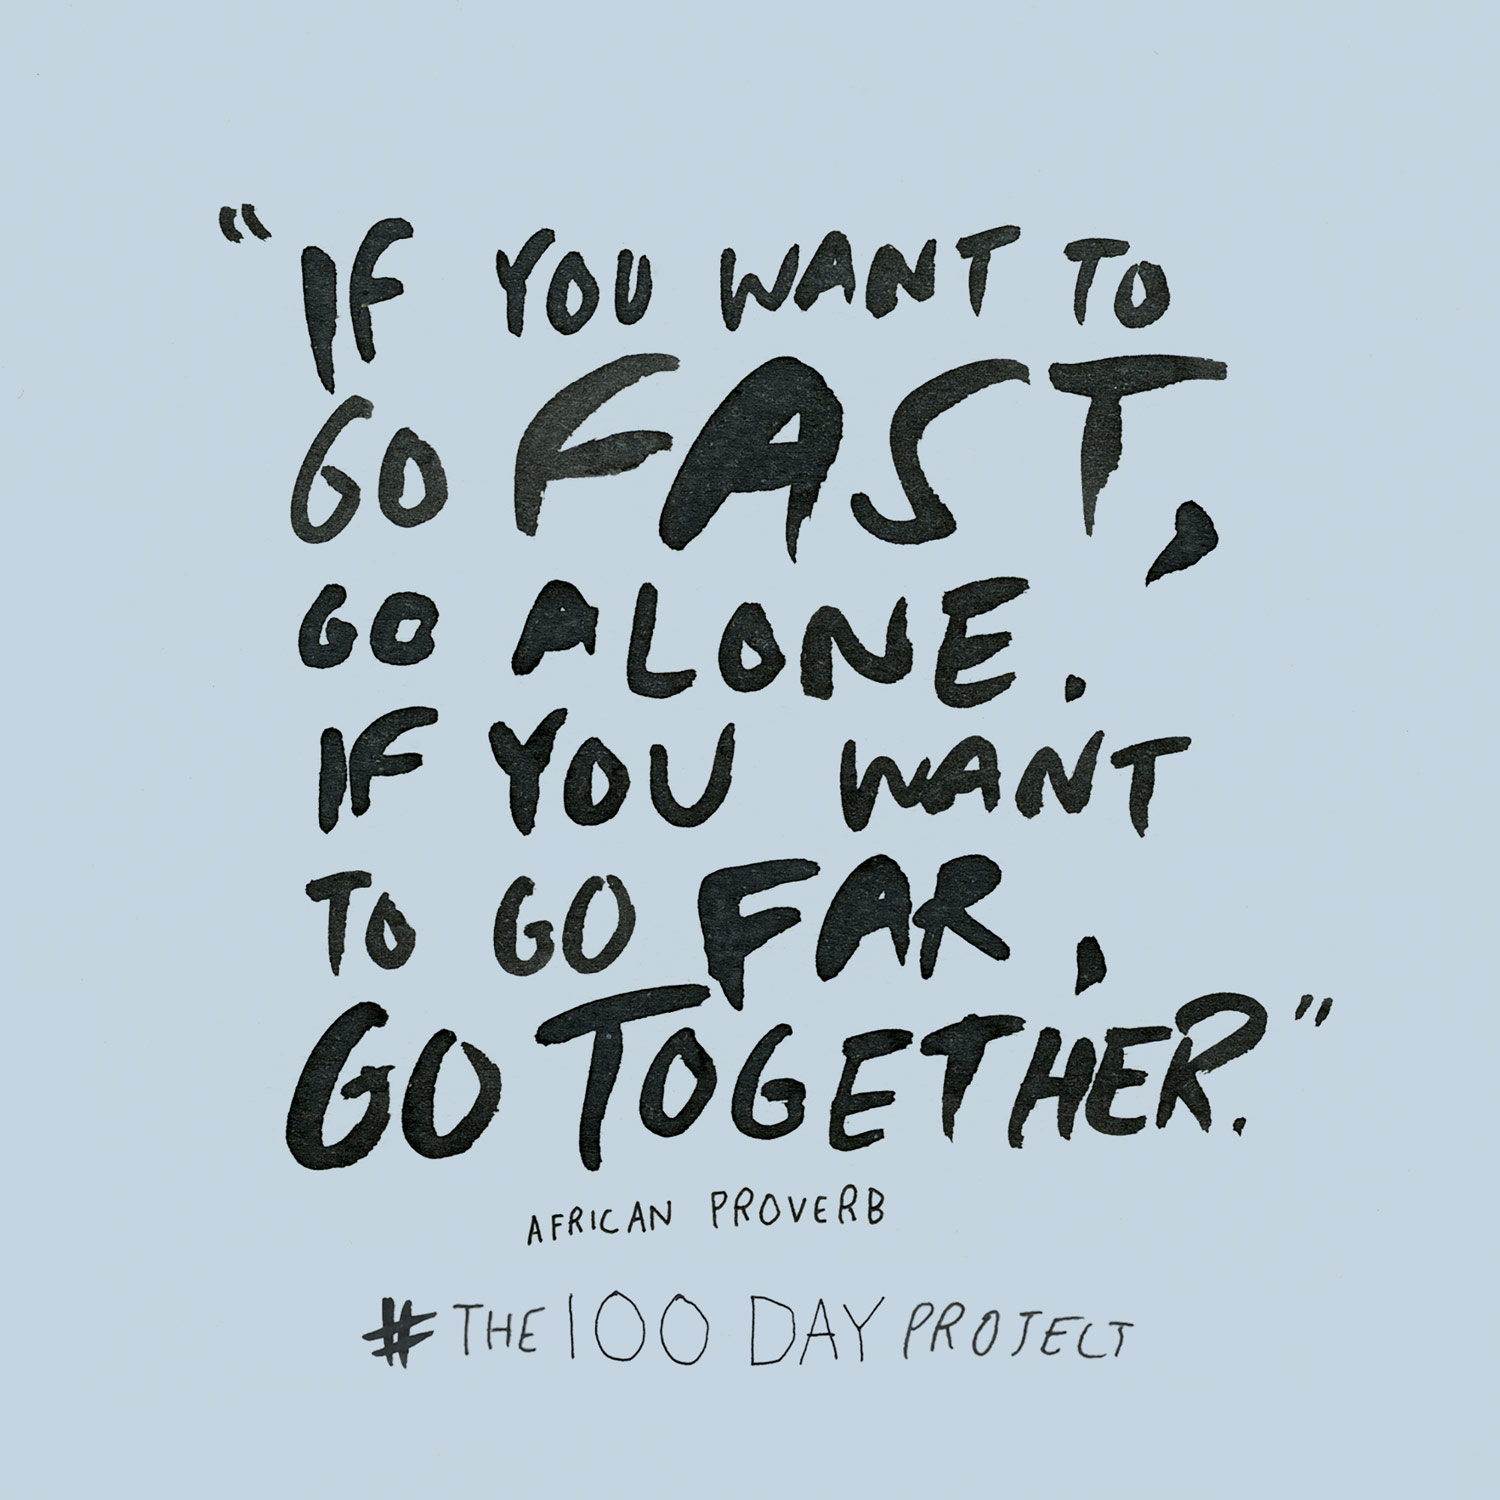 “IF YOU WANT TO
GO FAST,
GO ALONE.
IF YOU WANT
TO GO FAR,
GO TOGETHER.”
AFRICAN PROVERB
#THE 100 DAY PROJECT